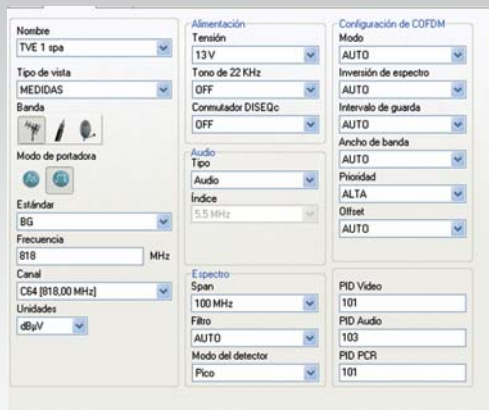 Nombre
TVE 1 spa
Tipo de vista
MEDIDAS
Banda
Modo de portadora
Estándar
BG
Frecuencia
818 MHz
Canal
C64 [818,00 MHz]
Unidades
dBµV
Alimentación
Tensión
13 V
Tono de 22 KHz
OFF
Conmutador DISEQc
OFF
Audio
Tipo
Audio
Índice
5,5 MHz
Espectro
Span
100 MHz
Filtro
AUTO
Modo del detector
Pico
Configuración de COFDM
Modo
AUTO
Inversión de espectro
AUTO
Intervalo de guarda
AUTO
Ancho de banda
AUTO
Prioridad
ALTA
Offset
AUTO
PID Video
101
PID Audio
103
PID PCR
101